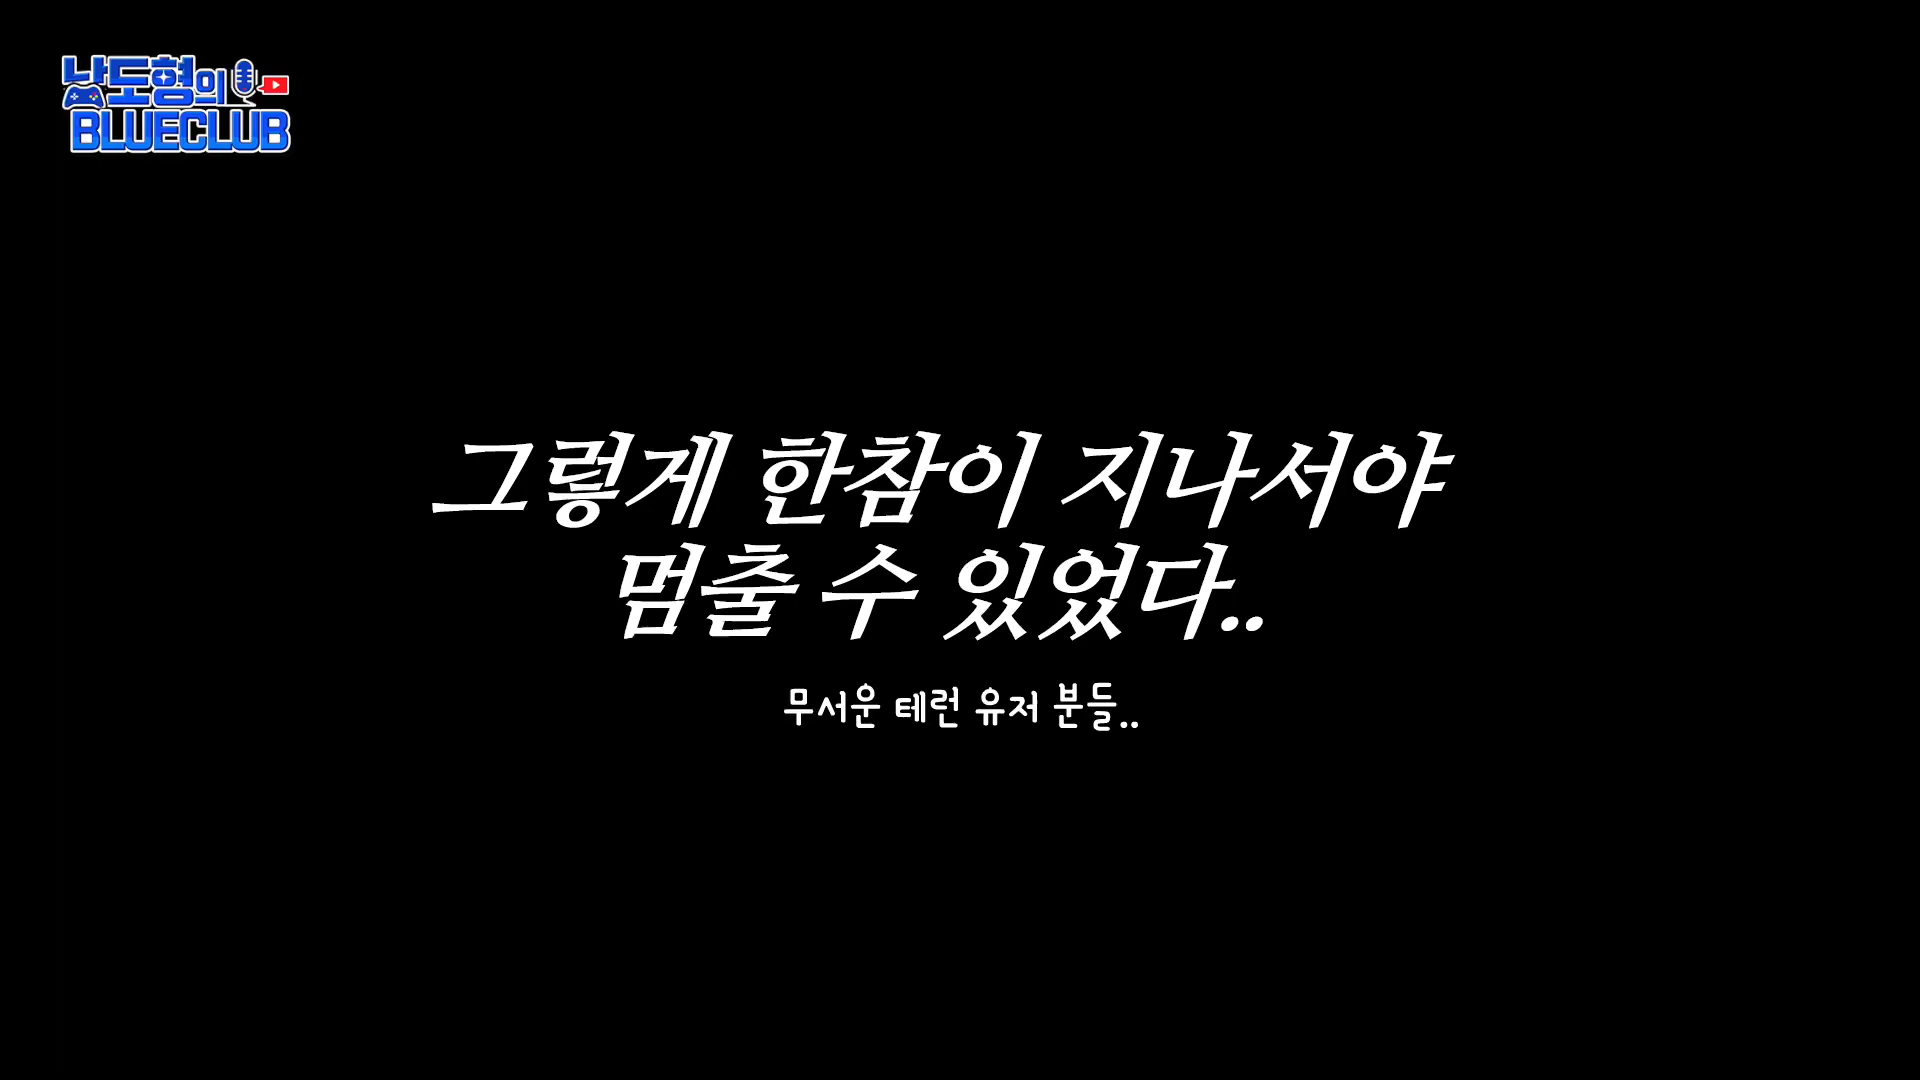 남도형의
BLUECLUB
그렇게 한참이 지나서야
멈출 수 있었다..
무서운 테런 유저 분들..